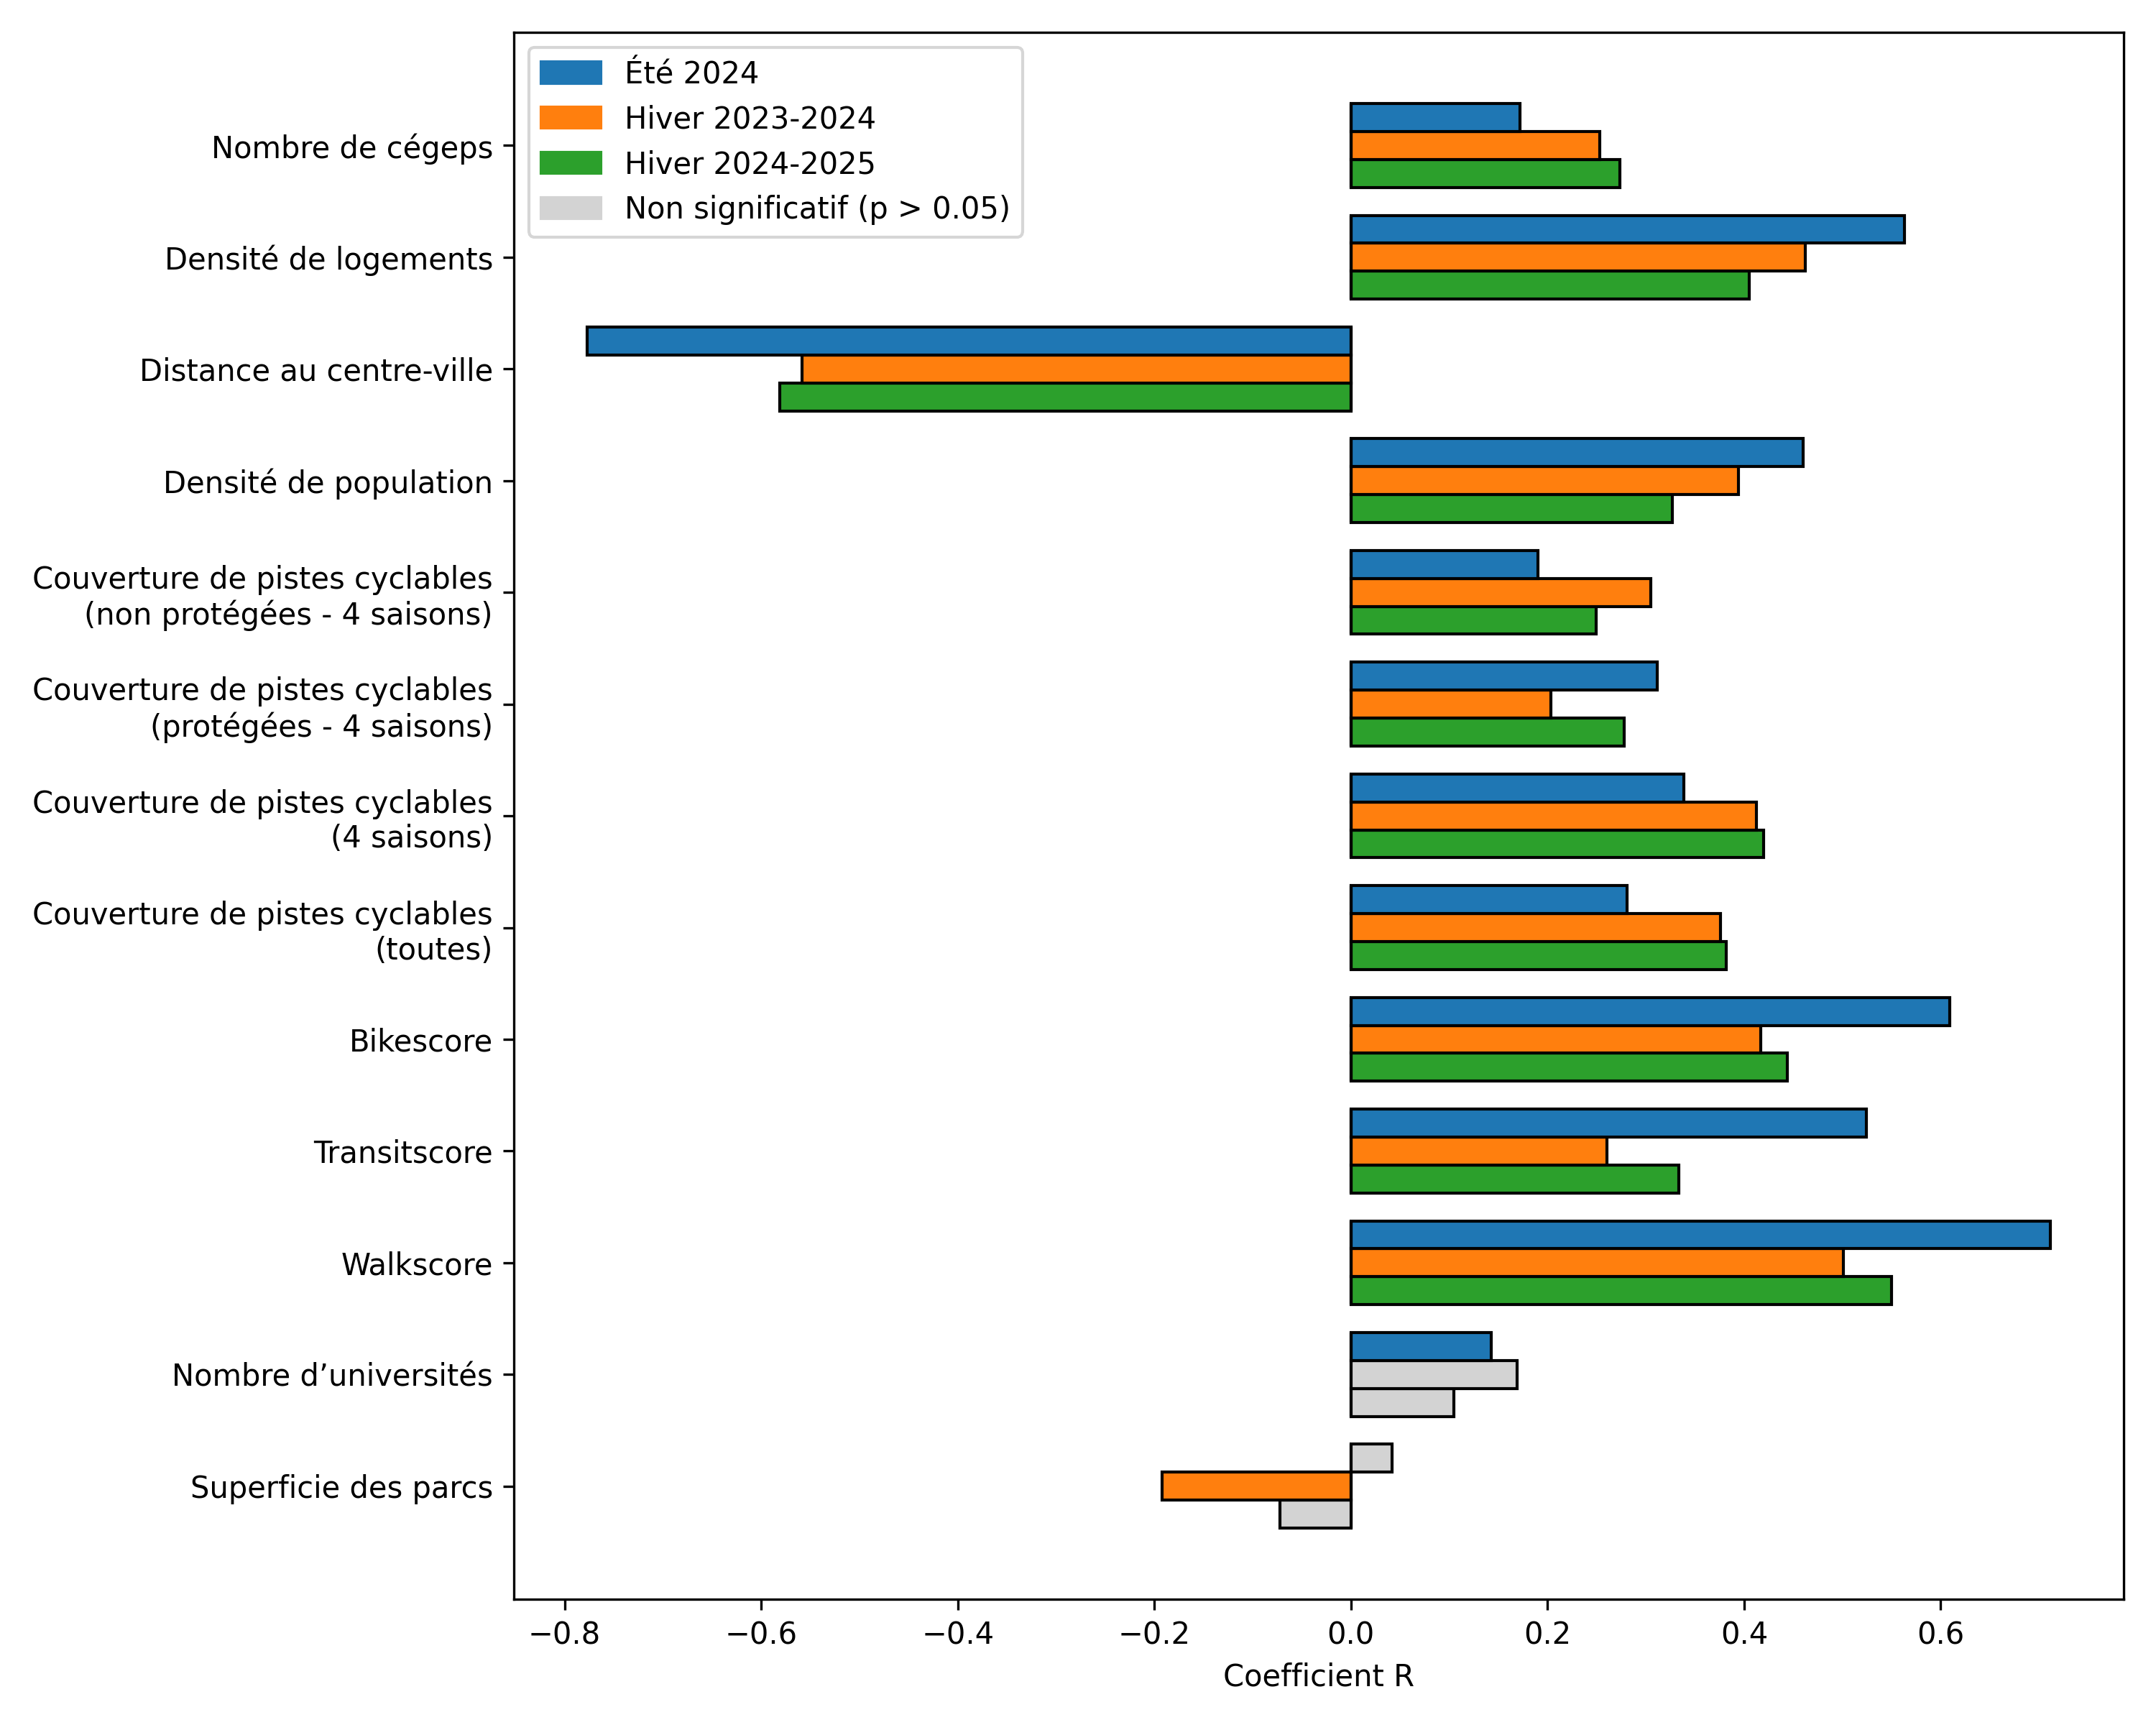 Été 2024
Hiver 2023-2024
Hiver 2024-2025
Non significatif (p > 0.05)
Nombre de cégeps
Densité de logements
Distance au centre-ville
Densité de population
Couverture de pistes cyclables
(non protégées - 4 saisons)
Couverture de pistes cyclables
(protégées - 4 saisons)
Couverture de pistes cyclables
(4 saisons)
Couverture de pistes cyclables
(toutes)
Bikescore
Transitscore
Walkscore
Nombre d’universités
Superficie des parcs
−0.8 −0.6 −0.4 −0.2 0.0 0.2 0.4 0.6
Coefficient R